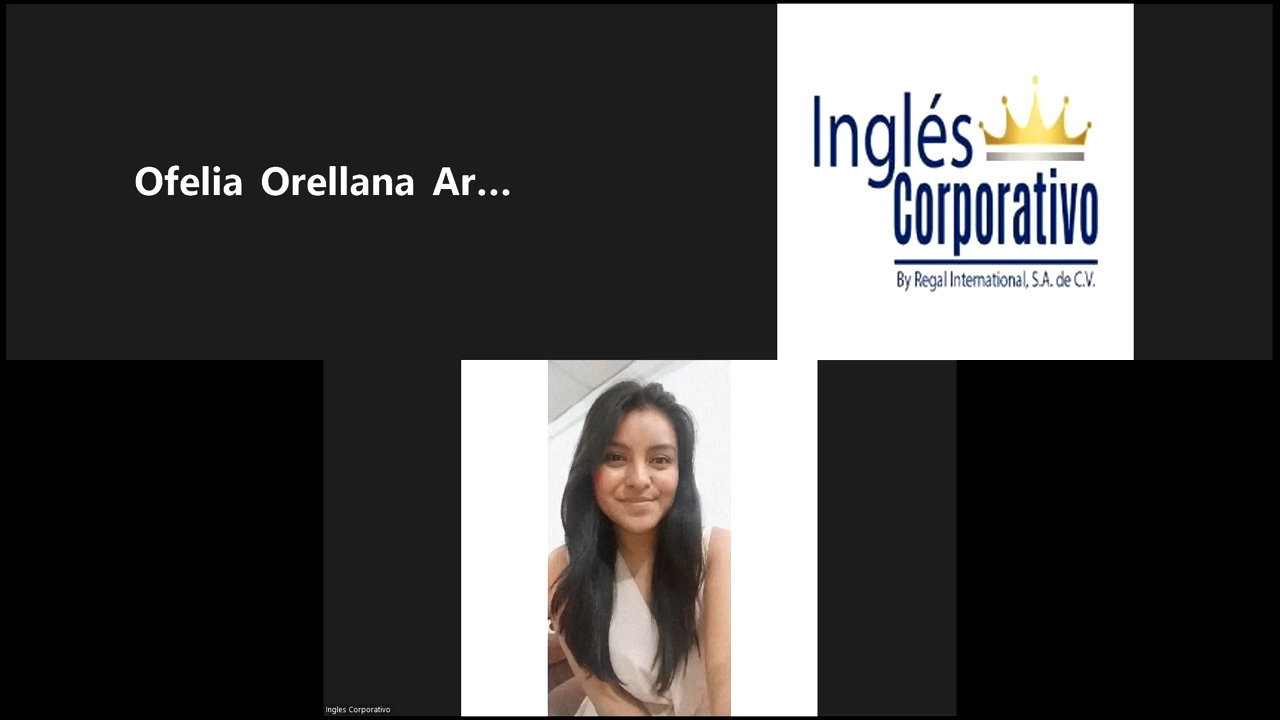 Ofelia Orellana Ar...
Inglés
Corporativo
By Regal International, S.A. de C.V.
Ingles Corporativo